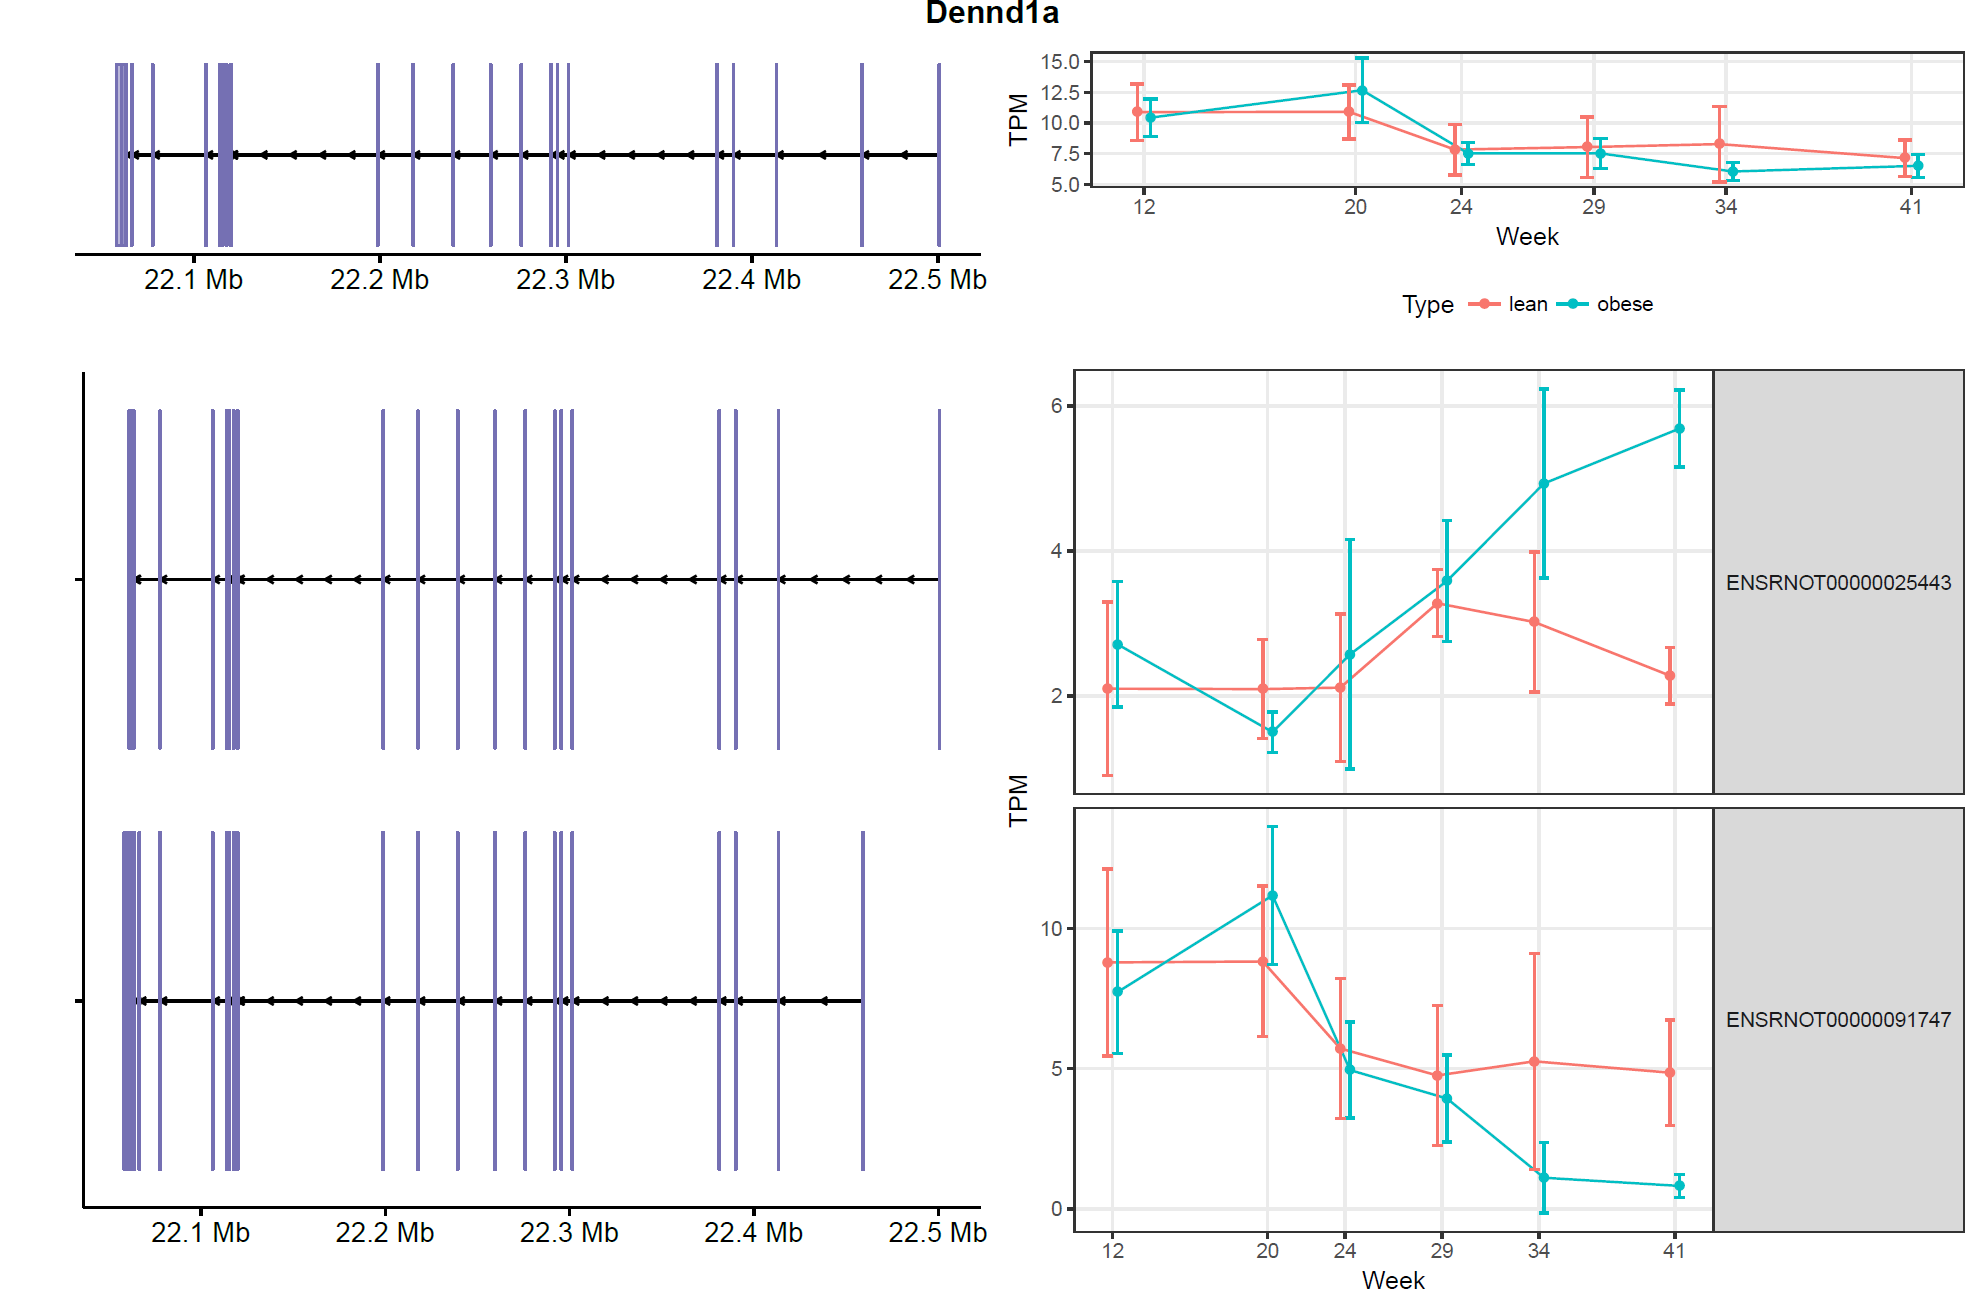 Dennd1a
22.1 Mb 22.2 Mb 22.3 Mb 22.4 Mb 22.5 Mb
TPM
15.0
12.5
10.0
7.5
5.0
12 20 24 29 34 41
Week
Type lean obese
22.1 Mb 22.2 Mb 22.3 Mb 22.4 Mb 22.5 Mb
TPM
6
4
2
ENSRNOT00000025443
10
5
0
ENSRNOT00000091747
12 20 24 29 34 41
Week